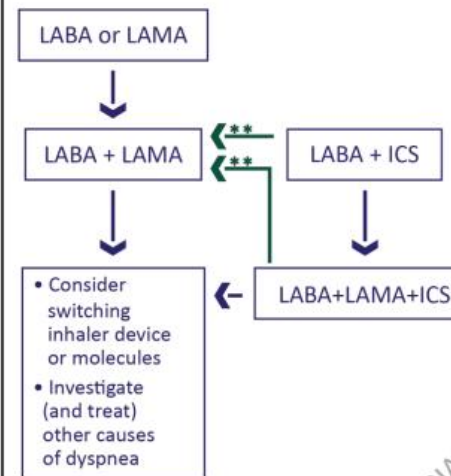 LABA or LAMA
LABA + LAMA
**
**
LABA + ICS
LABA+LAMA+ICS
• Consider
switching
inhaler device
or molecules
• Investigate
(and treat)
other causes
of dyspnea